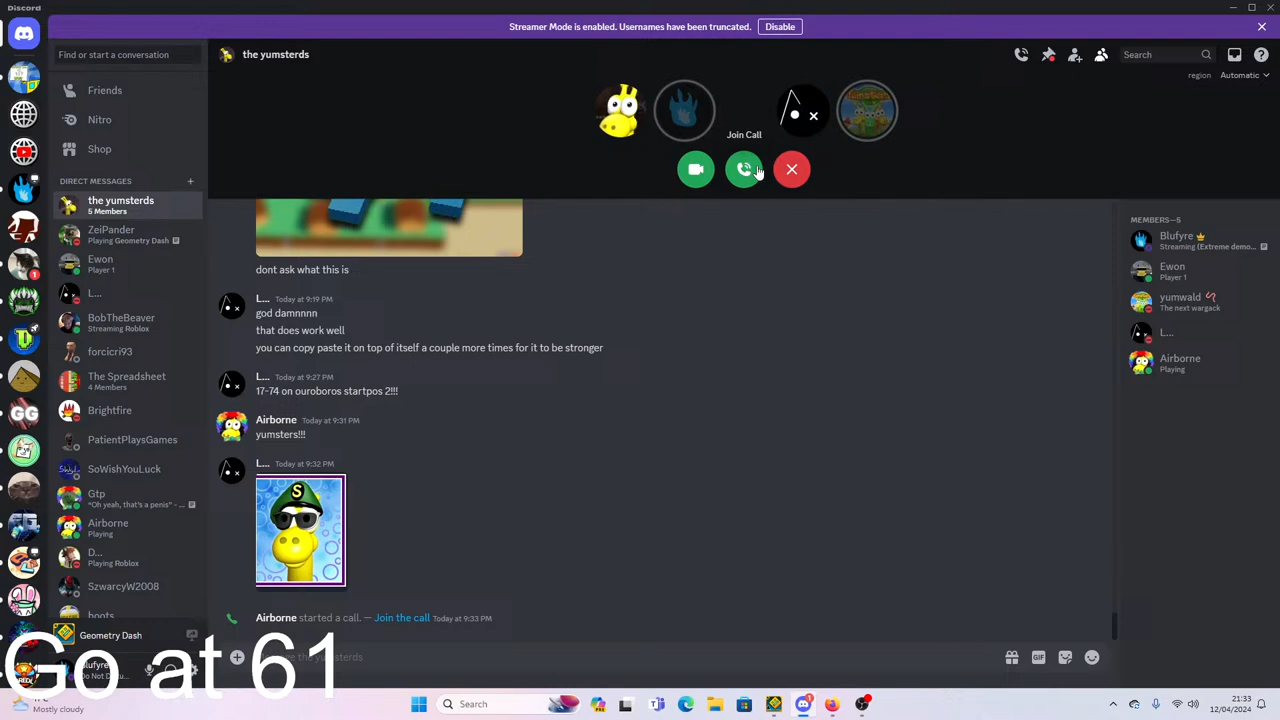 Discord
Streamer Mode is enabled. Usernames have been truncated. Disable
Find or start a conversation
the yumsterds
Search
region Automatic
Friends
Nitro
Shop
DIRECT MESSAGES
the yumsterds
5 Members
ZeiPander
Playing Geometry Dash
Ewon
Player 1
L...
BobTheBeaver
Streaming Roblox
forcicri93
The Spreadsheet
4 Members
Brightfire
PatientPlaysGames
SoWishYouLuck
Gtp
"Oh yeah, that's a penis" - ...
Airborne
Playing
D...
Playing Roblox
SzwarcyW2008
boots
Geometry Dash
Blufyre
Do Not Distu...
Join Call
dont ask what this is
L... Today at 9:19 PM
god damnnnn
that does work well
you can copy paste it on top of itself a couple more times for it to be stronger
L... Today at 9:27 PM
17-74 on ouroboros startpos 2!!!
Airborne Today at 9:31 PM
yumsters!!!
L... Today at 9:32 PM
S
Airborne started a call. — Join the call Today at 9:33 PM
the yumsterds
MEMBERS—5
Blufyre
Streaming (Extreme demo...
Ewon
Player 1
yumwald
The next wargack
L...
Airborne
Playing
Go at 61
Mostly cloudy
Search
21:33
12/04/2024